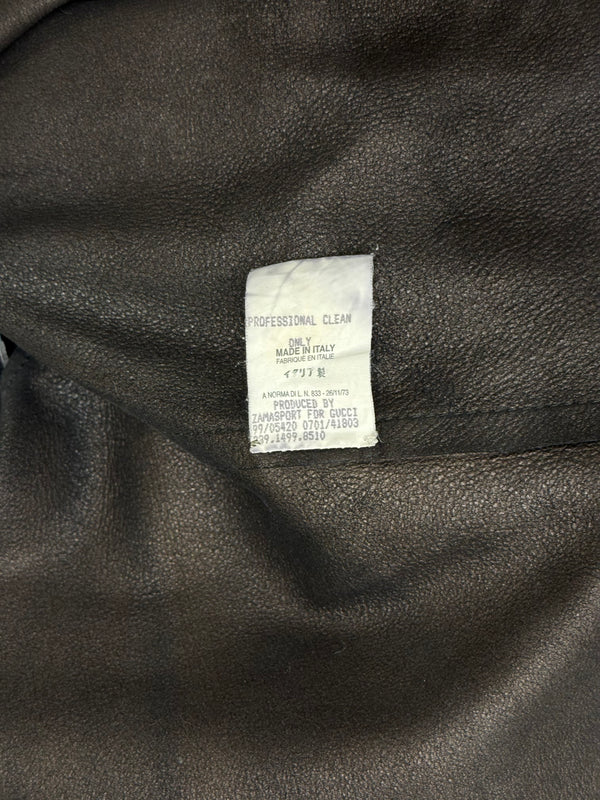 PROFESSIONAL CLEAN
ONLY
MADE IN ITALY
FABRIQUE EN ITALIE
イタリア製
A NORMA DI L. N. 833 - 26/11/73
PRODUCED BY
ZAMASPORT FOR GUCCI
99/05420 0701/41803
239.1499.8510